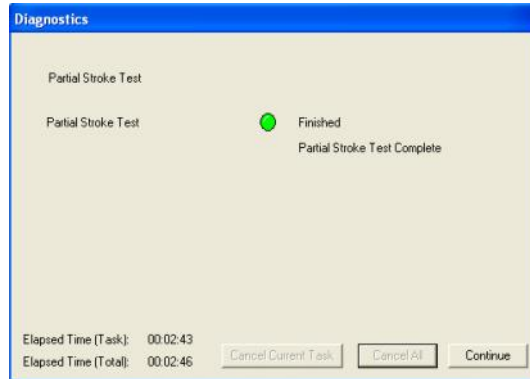 Diagnostics
Partial Stroke Test
Partial Stroke Test Finished
Partial Stroke Test Complete
Elapsed Time (Task): 00:02:43
Elapsed Time (Total): 00:02:46
Cancel Current Task Cancel All Continue